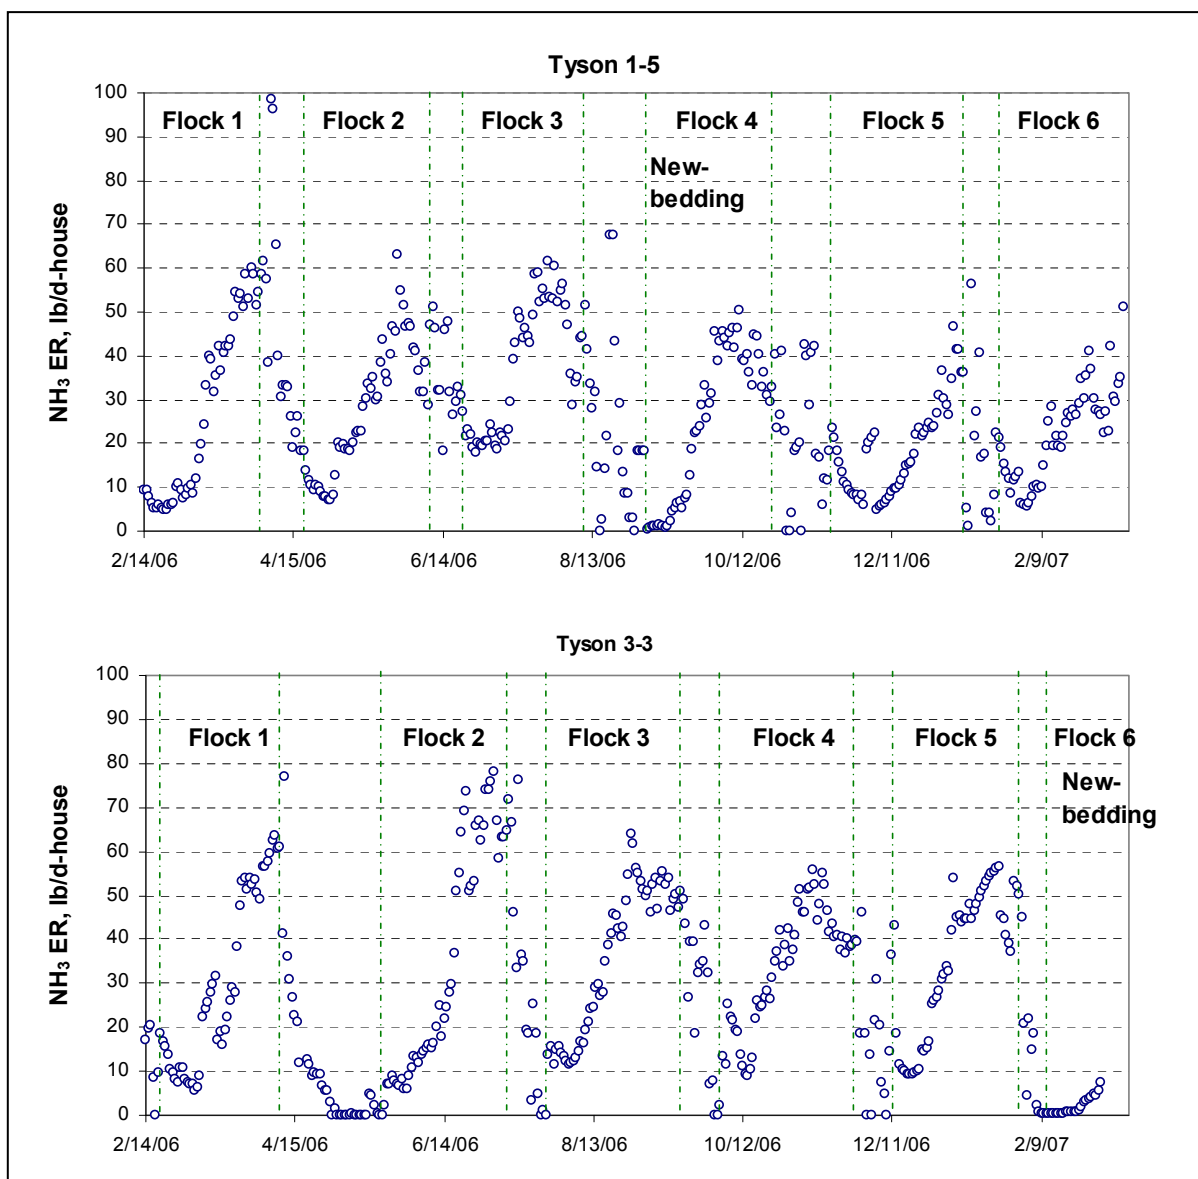 Tyson 1-5
NH3 ER, lb/d-house
100
90
80
70
60
50
40
30
20
10
0
Flock 1
Flock 2
Flock 3
Flock 4
Flock 5
Flock 6
New-
bedding
2/14/06
4/15/06
6/14/06
8/13/06
10/12/06
12/11/06
2/9/07
Tyson 3-3
NH3 ER, lb/d-house
100
90
80
70
60
50
40
30
20
10
0
Flock 1
Flock 2
Flock 3
Flock 4
Flock 5
Flock 6
New-
bedding
2/14/06
4/15/06
6/14/06
8/13/06
10/12/06
12/11/06
2/9/07